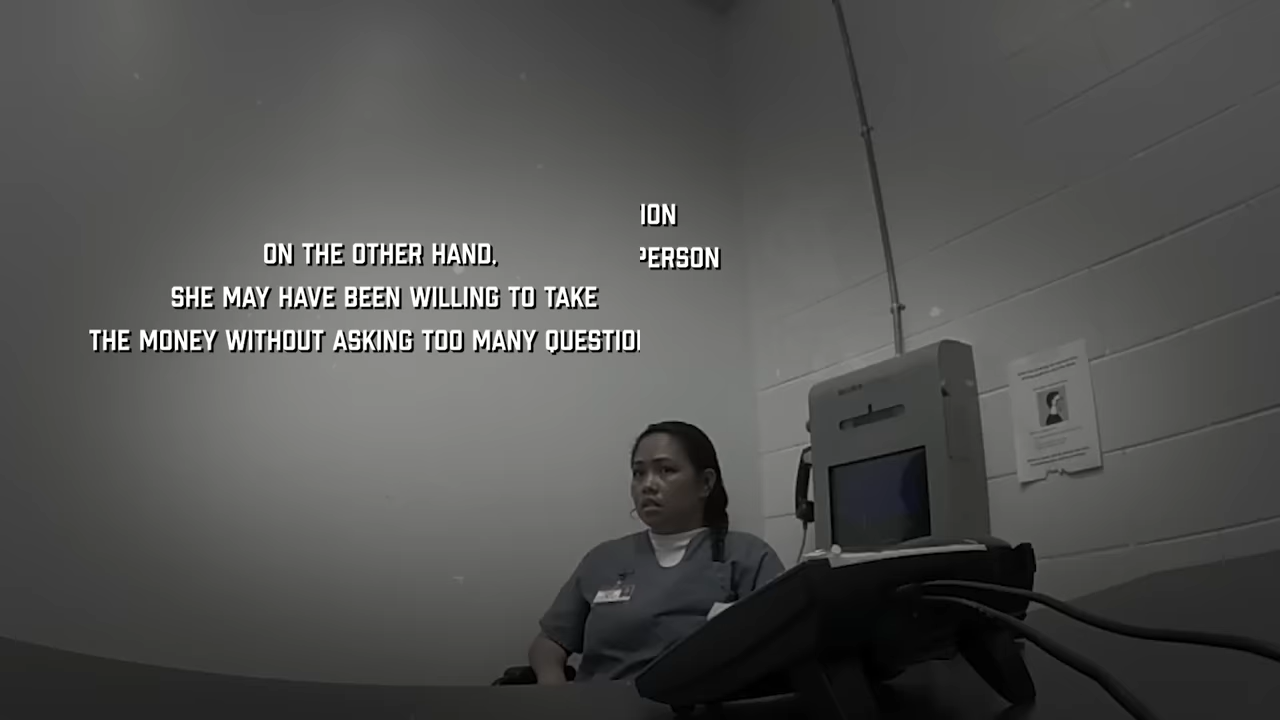 ION
ON THE OTHER HAND,
PERSON
SHE MAY HAVE BEEN WILLING TO TAKE
THE MONEY WITHOUT ASKING TOO MANY QUESTIO